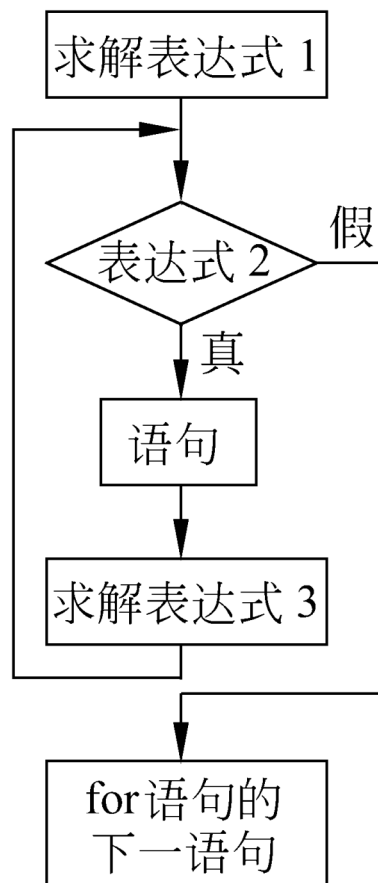 求解表达式 1
表达式 2
假
真
语句
求解表达式 3
for语句的
下一语句